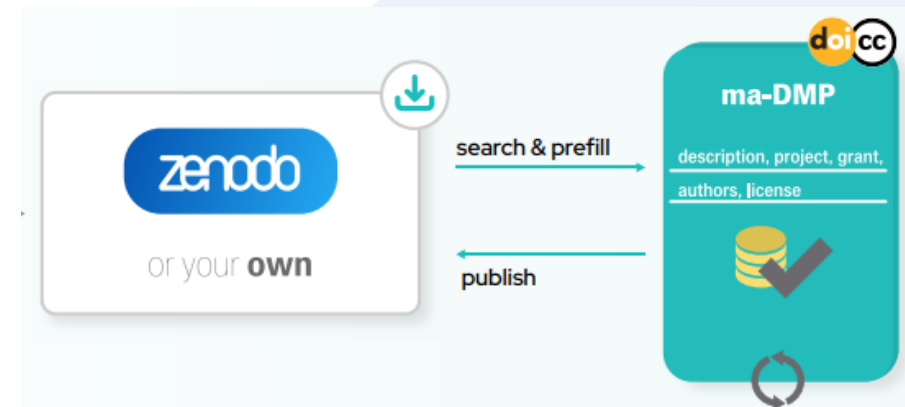 zenodo
or your own
search & prefill
publish
doi cc
ma-DMP
description, project, grant,
authors, license